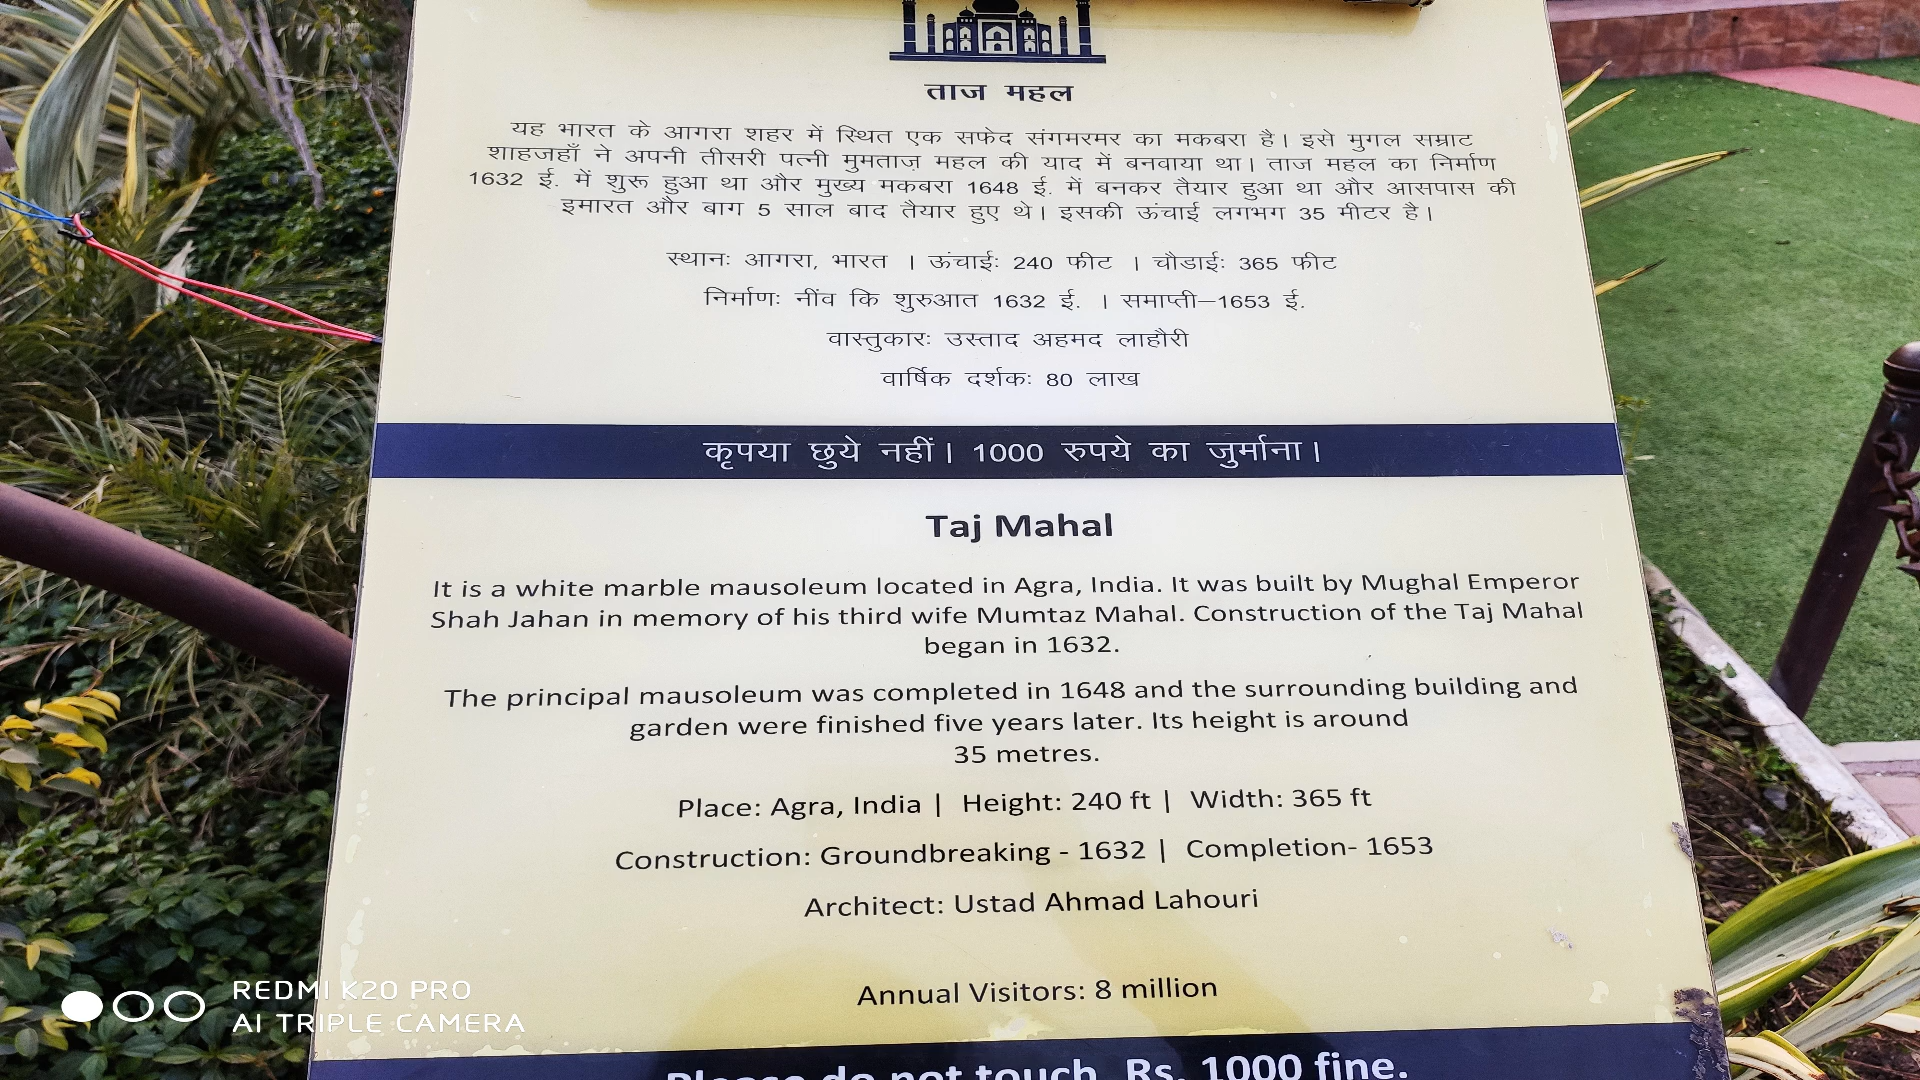 ताज महल
यह भारत के आगरा शहर में स्थित एक सफेद संगमरमर का मकबरा है। इसे मुगल सम्राट
शाहजहाँ ने अपनी तीसरी पत्नी मुमताज़ महल की याद में बनवाया था। ताज महल का निर्माण
1632 ई. में शुरू हुआ था और मुख्य मकबरा 1648 ई. में बनकर तैयार हुआ था और आसपास की
इमारत और बाग 5 साल बाद तैयार हुए थे। इसकी ऊंचाई लगभग 35 मीटर है।
स्थानः आगरा, भारत । ऊंचाईः 240 फीट । चौडाईः 365 फीट
निर्माणः नींव कि शुरुआत 1632 ई. । समाप्ती–1653 ई.
वास्तुकारः उस्ताद अहमद लाहौरी
वार्षिक दर्शकः 80 लाख
कृपया छुये नहीं। 1000 रुपये का जुर्माना।
Taj Mahal
It is a white marble mausoleum located in Agra, India. It was built by Mughal Emperor
Shah Jahan in memory of his third wife Mumtaz Mahal. Construction of the Taj Mahal
began in 1632.
The principal mausoleum was completed in 1648 and the surrounding building and
garden were finished five years later. Its height is around
35 metres.
Place: Agra, India | Height: 240 ft | Width: 365 ft
Construction: Groundbreaking - 1632 | Completion- 1653
Architect: Ustad Ahmad Lahouri
Annual Visitors: 8 million
Please do not touch. Rs. 1000 fine.
REDMI K20 PRO
AI TRIPLE CAMERA